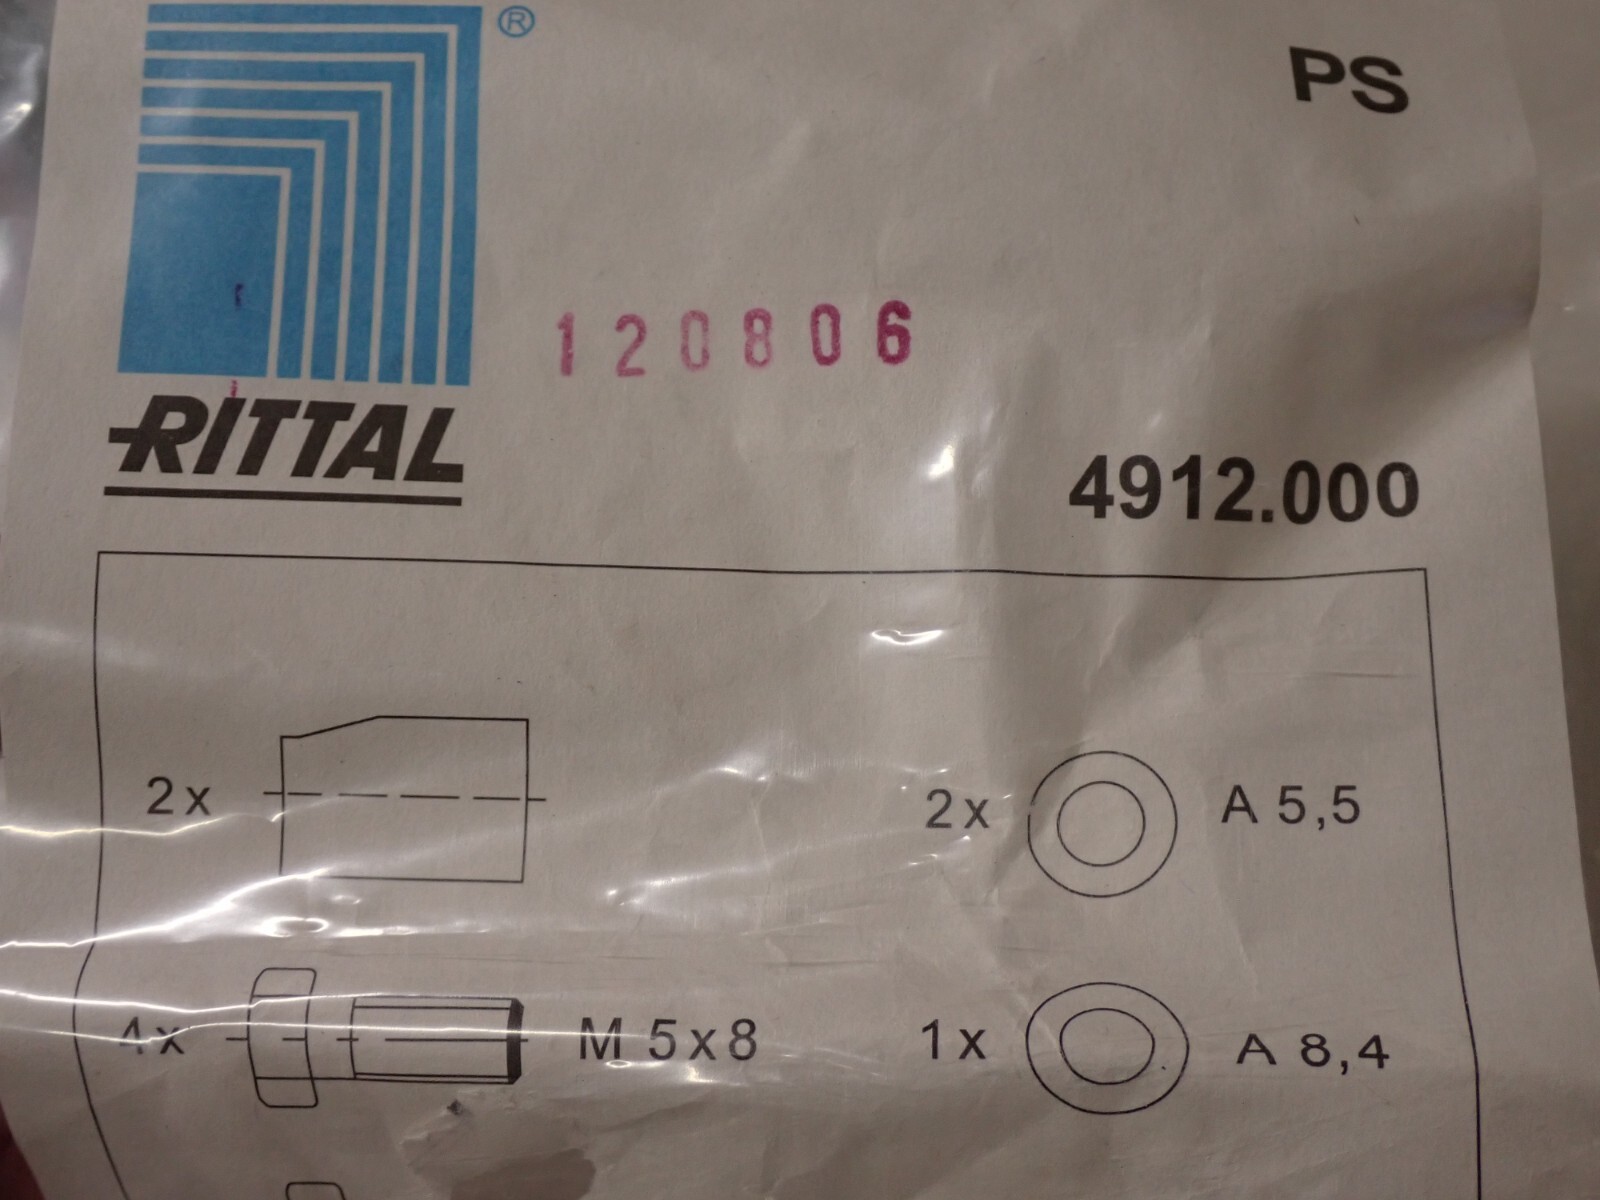 ®
PS
120806
RITTAL
4912.000
2x
2x A 5,5
4x M 5x8
1x A 8,4